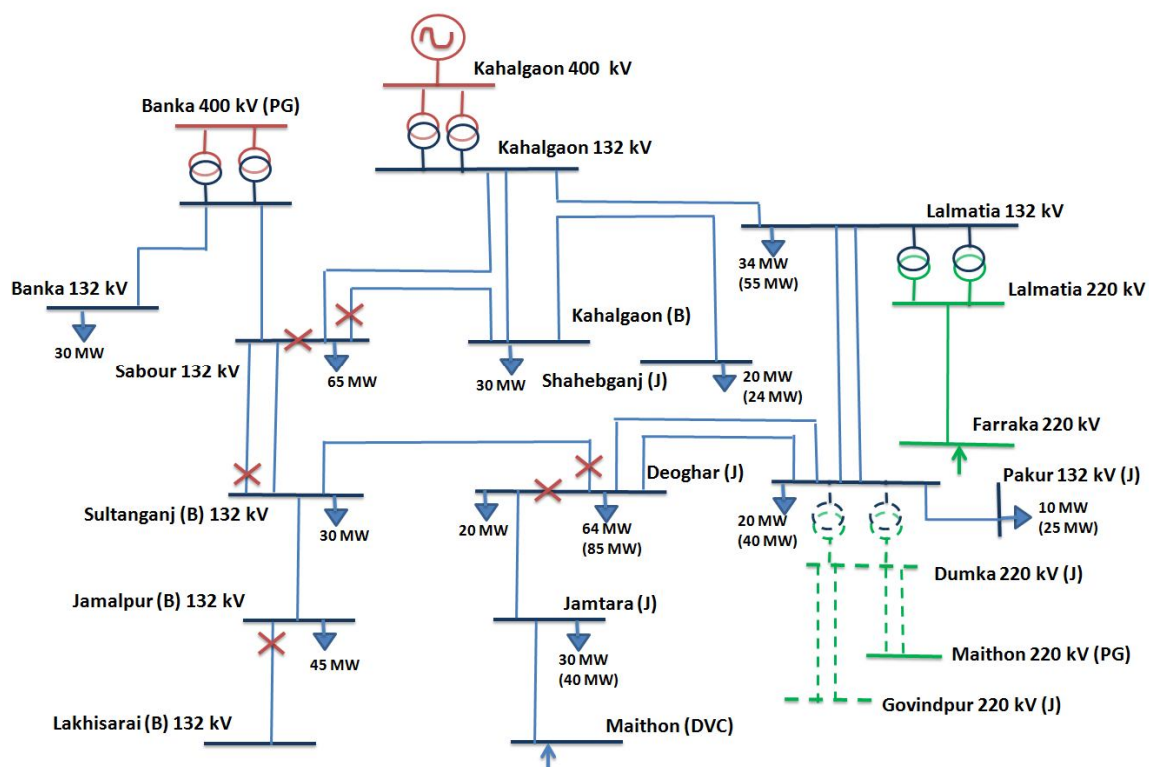 Kahalgaon 400 kV
Banka 400 kV (PG)
Kahalgaon 132 kV
Lalmatia 132 kV
34 MW
(55 MW)
Banka 132 kV
Lalmatia 220 kV
Kahalgaon (B)
30 MW
Sabour 132 kV
65 MW
30 MW
Shahebganj (J)
20 MW
(24 MW)
Farraka 220 kV
Deoghar (J)
Pakur 132 kV (J)
10 MW
(25 MW)
Sultanganj (B) 132 kV
30 MW
20 MW
64 MW
(85 MW)
20 MW
(40 MW)
Dumka 220 kV (J)
Jamalpur (B) 132 kV
45 MW
Jamtara (J)
30 MW
(40 MW)
Maithon 220 kV (PG)
Govindpur 220 kV (J)
Lakhisarai (B) 132 kV
Maithon (DVC)